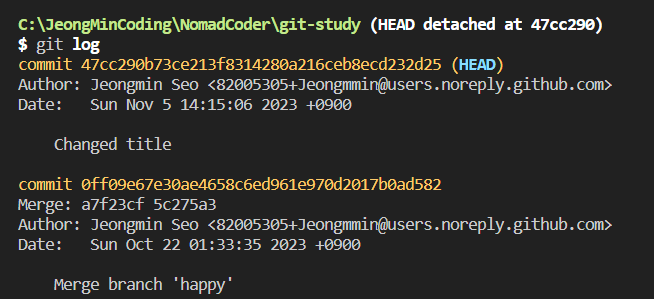 C:\JeongMinCoding\NomadCoder\git-study (HEAD detached at 47cc290)
$ git log
commit 47cc290b73ce213f8314280a216ceb8ecd232d25 (HEAD)
Author: Jeongmin Seo <82005305+Jeongmmin@users.noreply.github.com>
Date:   Sun Nov 5 14:15:06 2023 +0900
    Changed title
commit 0ff09e67e30ae4658c6ed961e970d2017b0ad582
Merge: a7f23cf 5c275a3
Author: Jeongmin Seo <82005305+Jeongmmin@users.noreply.github.com>
Date:   Sun Oct 22 01:33:35 2023 +0900
    Merge branch 'happy'